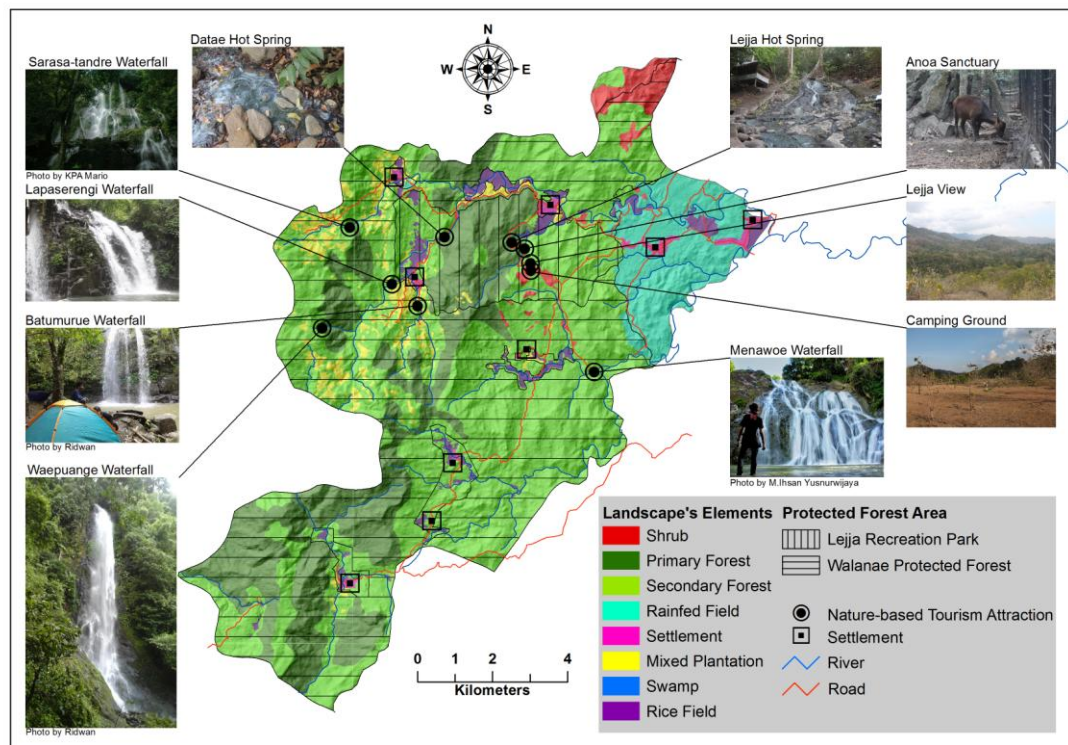 Datae Hot Spring
N
W
E
S
Lejja Hot Spring
Sarasa-tandre Waterfall
Anoa Sanctuary
Photo by KPA Mario
Lapaserengi Waterfall
Lejja View
Batumurue Waterfall
Camping Ground
Menawoe Waterfall
Photo by Ridwan
Waepuange Waterfall
Photo by M.Ihsan Yusnurwijaya
Landscape's Elements
Shrub
Primary Forest
Secondary Forest
Rainfed Field
Settlement
Mixed Plantation
Swamp
Rice Field
Protected Forest Area
Lejja Recreation Park
Walanae Protected Forest
Nature-based Tourism Attraction
Settlement
River
Road
0 1 2 4
Kilometers
Photo by Ridwan